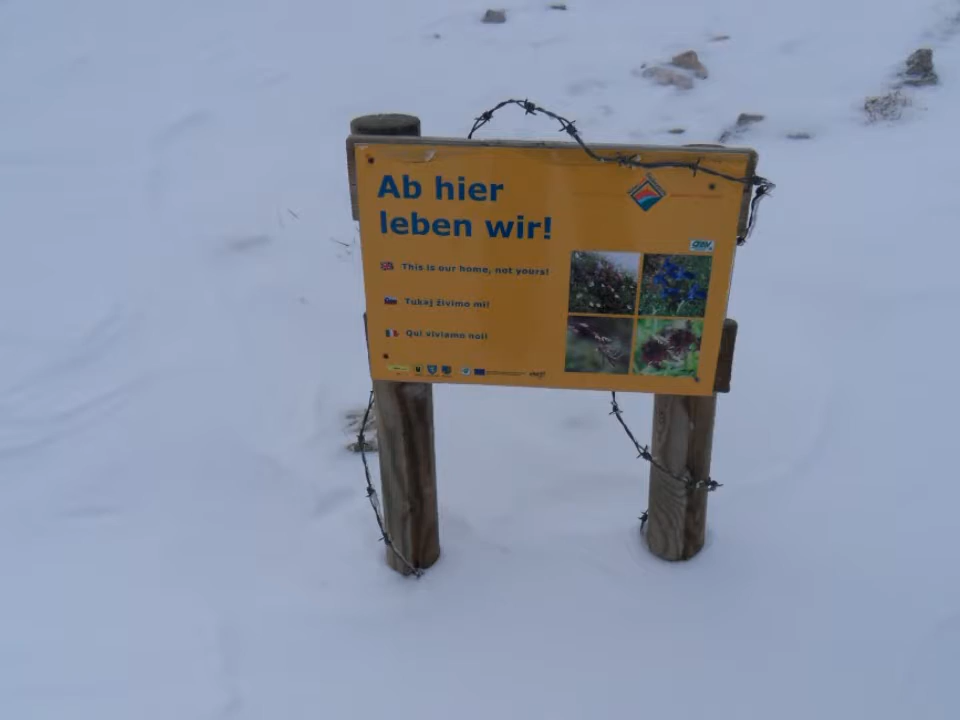 Ab hier
leben wir!
This is our home, not yours!
Tukaj živimo mi!
Qui viviamo noi!